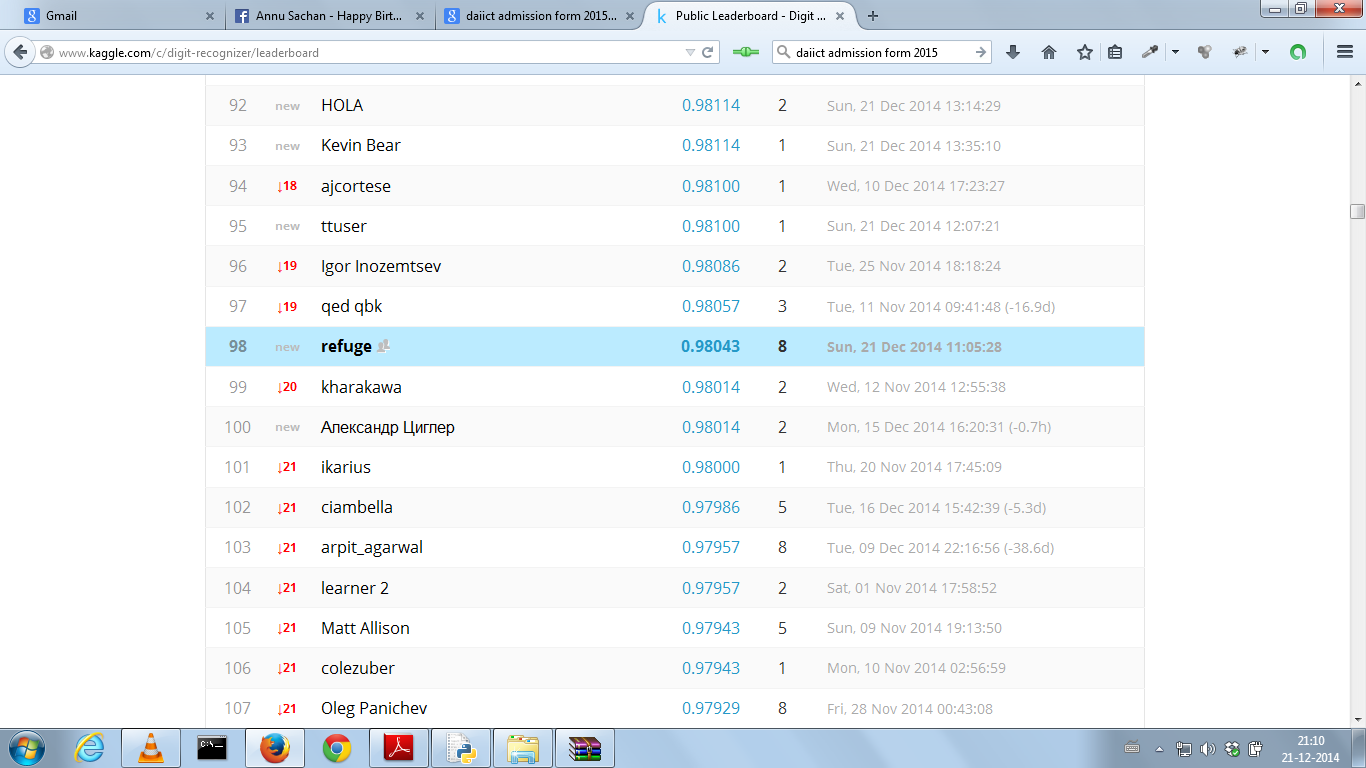 Gmail
Annu Sachan - Happy Birt...
daiict admission form 2015...
Public Leaderboard - Digit ...
www.kaggle.com/c/digit-recognizer/leaderboard
daiict admission form 2015
92 new HOLA 0.98114 2 Sun, 21 Dec 2014 13:14:29
93 new Kevin Bear 0.98114 1 Sun, 21 Dec 2014 13:35:10
94 ↓18 ajcortese 0.98100 1 Wed, 10 Dec 2014 17:23:27
95 new ttuser 0.98100 1 Sun, 21 Dec 2014 12:07:21
96 ↓19 Igor Inozemtsev 0.98086 2 Tue, 25 Nov 2014 18:18:24
97 ↓19 qed qbk 0.98057 3 Tue, 11 Nov 2014 09:41:48 (-16.9d)
98 new refuge 0.98043 8 Sun, 21 Dec 2014 11:05:28
99 ↓20 kharakawa 0.98014 2 Wed, 12 Nov 2014 12:55:38
100 new Александр Циглер 0.98014 2 Mon, 15 Dec 2014 16:20:31 (-0.7h)
101 ↓21 ikarius 0.98000 1 Thu, 20 Nov 2014 17:45:09
102 ↓21 ciambella 0.97986 5 Tue, 16 Dec 2014 15:42:39 (-5.3d)
103 ↓21 arpit_agarwal 0.97957 8 Tue, 09 Dec 2014 22:16:56 (-38.6d)
104 ↓21 learner 2 0.97957 2 Sat, 01 Nov 2014 17:58:52
105 ↓21 Matt Allison 0.97943 5 Sun, 09 Nov 2014 19:13:50
106 ↓21 colezuber 0.97943 1 Mon, 10 Nov 2014 02:56:59
107 ↓21 Oleg Panichev 0.97929 8 Fri, 28 Nov 2014 00:43:08
21:10
21-12-2014